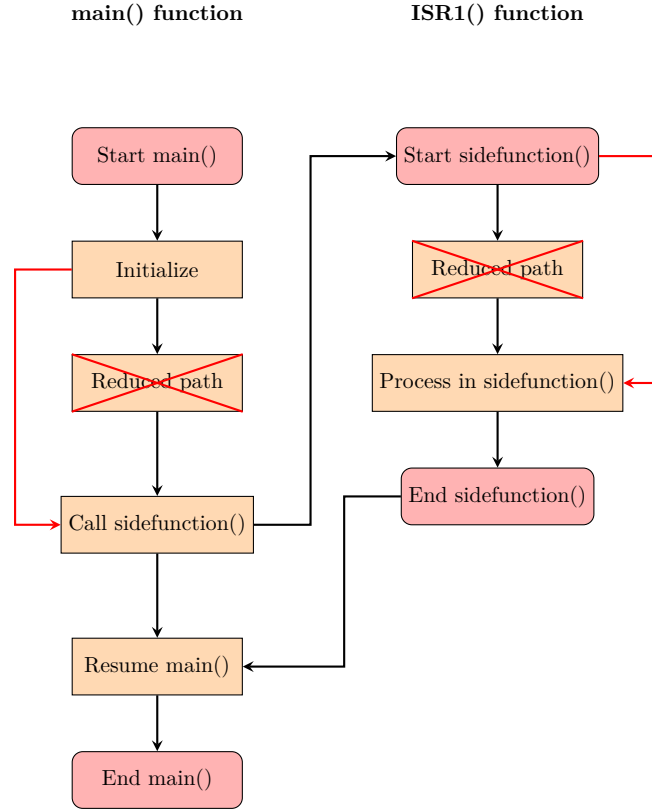 main() function
ISR1() function
Start main()
Start sidefunction()
Initialize
Reduced path
Reduced path
Process in sidefunction()
Call sidefunction()
End sidefunction()
Resume main()
End main()